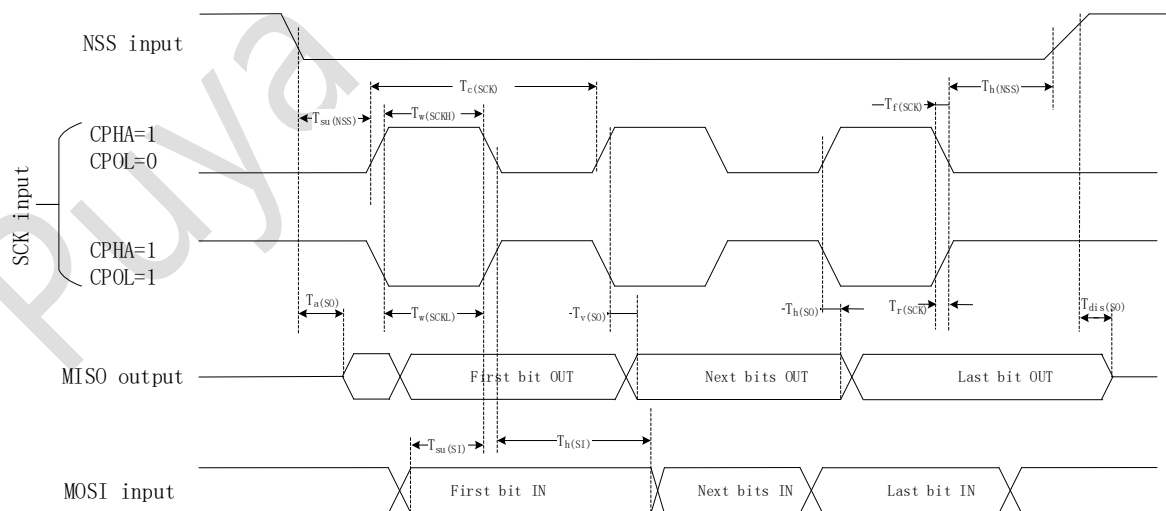 NSS input
Tc(SCK)
Th(NSS)
Tf(SCK)
Tw(SCKH)
Tsu(NSS)
CPHA=1
CPOL=0
SCK input
CPHA=1
CPOL=1
Ta(SO)
Tw(SCKL)
Tv(SO)
Th(SO)
Tr(SCK)
Tdis(SO)
MISO output
First bit OUT
Next bits OUT
Last bit OUT
Tsu(SI)
Th(SI)
MOSI input
First bit IN
Next bits IN
Last bit IN
Puya